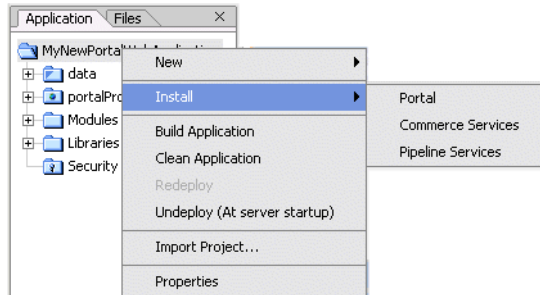 Application Files ×
MyNewPortalWebApplication
data
portalPro
Modules
Libraries
Security
New
Install
Build Application
Clean Application
Redeploy
Undeploy (At server startup)
Import Project...
Properties
Portal
Commerce Services
Pipeline Services